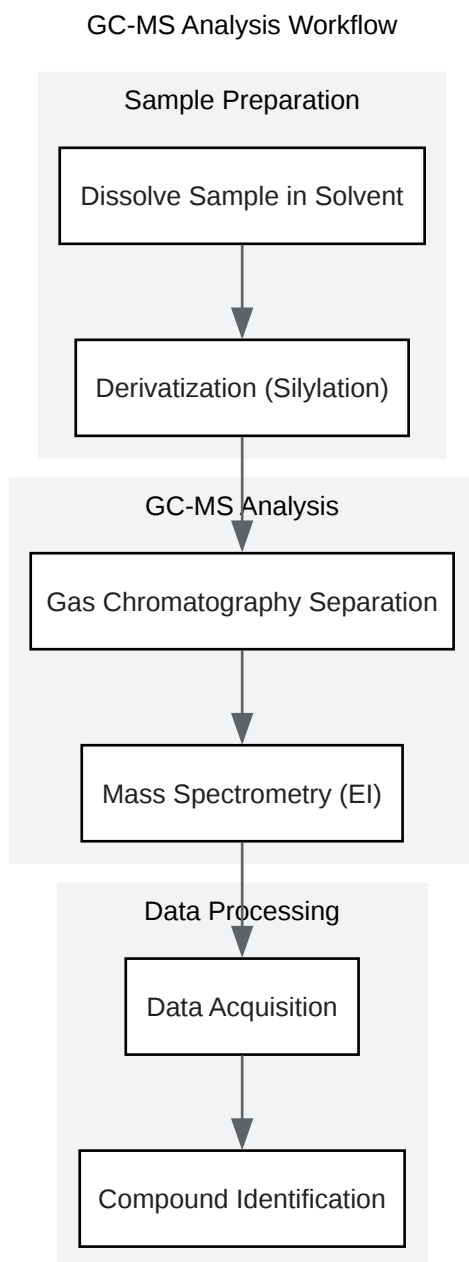 GC-MS Analysis Workflow
Sample Preparation
Dissolve Sample in Solvent
Derivatization (Silylation)
GC-MS Analysis
Gas Chromatography Separation
Mass Spectrometry (EI)
Data Processing
Data Acquisition
Compound Identification